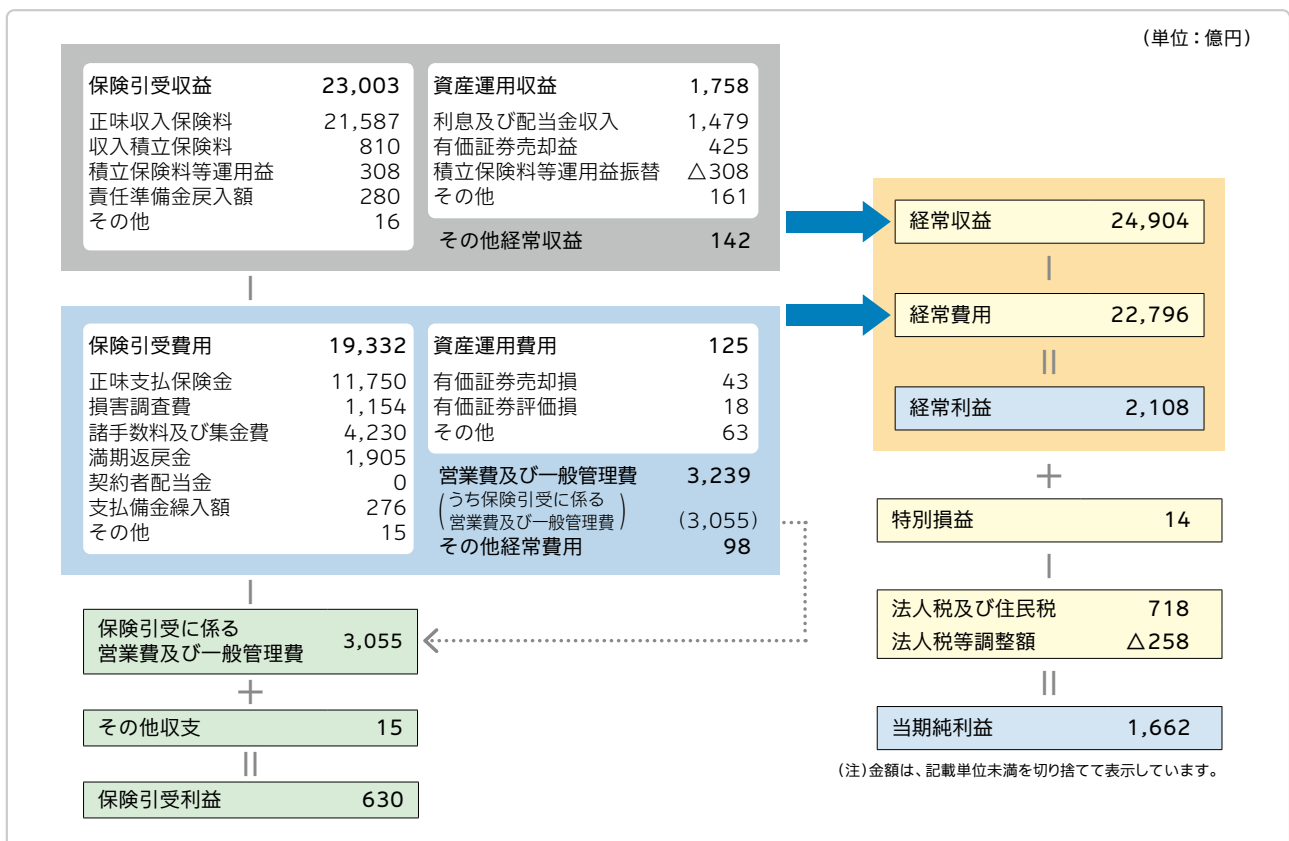 (単位：億円)
保険引受収益 23,003
正味収入保険料 21,587
収入積立保険料 810
積立保険料等運用益 308
責任準備金戻入額 280
その他 16
資産運用収益 1,758
利息及び配当金収入 1,479
有価証券売却益 425
積立保険料等運用益振替 △308
その他 161
その他経常収益 142
－
保険引受費用 19,332
正味支払保険金 11,750
損害調査費 1,154
諸手数料及び集金費 4,230
満期返戻金 1,905
契約者配当金 0
支払備金繰入額 276
その他 15
資産運用費用 125
有価証券売却損 43
有価証券評価損 18
その他 63
営業費及び一般管理費 3,239
(うち保険引受に係る
営業費及び一般管理費) (3,055)
その他経常費用 98
－
保険引受に係る
営業費及び一般管理費 3,055
＋
その他収支 15
＝
保険引受利益 630
経常収益 24,904
－
経常費用 22,796
＝
経常利益 2,108
＋
特別損益 14
－
法人税及び住民税 718
法人税等調整額 △258
＝
当期純利益 1,662
(注)金額は、記載単位未満を切り捨てて表示しています。